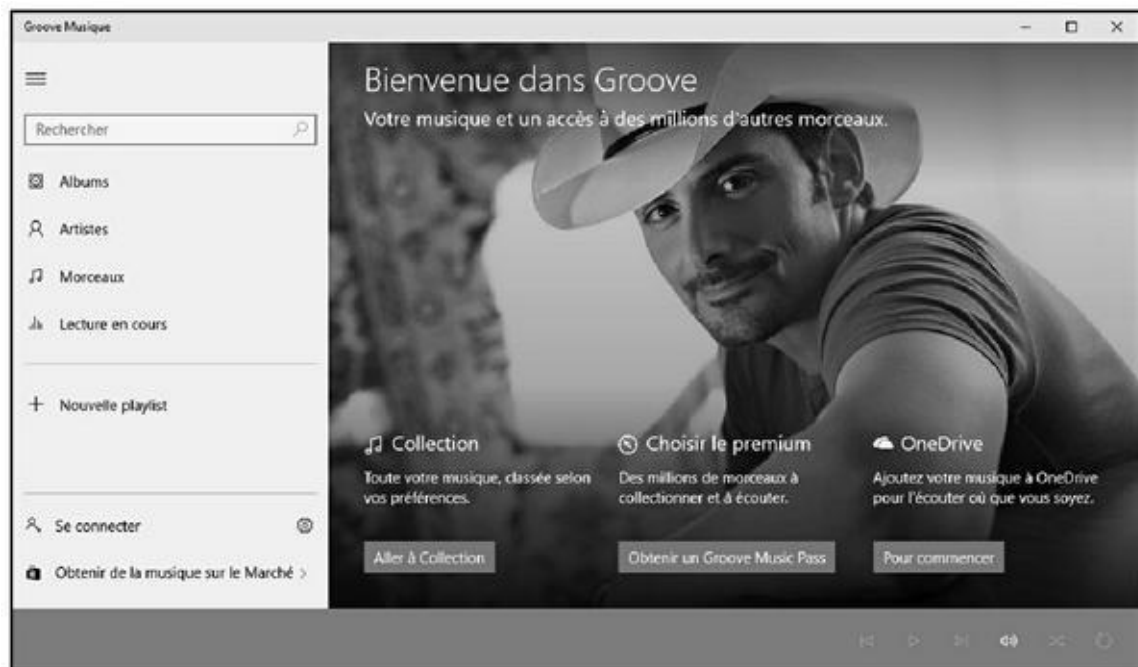 Groove Musique
Rechercher
Albums
Artistes
Morceaux
Lecture en cours
Nouvelle playlist
Se connecter
Obtenir de la musique sur le Marché >
Bienvenue dans Groove
Votre musique et un accès à des millions d'autres morceaux.
Collection
Toute votre musique, classée selon
vos préférences.
Aller à Collection
Choisir le premium
Des millions de morceaux à
collectionner et à écouter.
Obtenir un Groove Music Pass
OneDrive
Ajoutez votre musique à OneDrive
pour l'écouter où que vous soyez.
Pour commencer